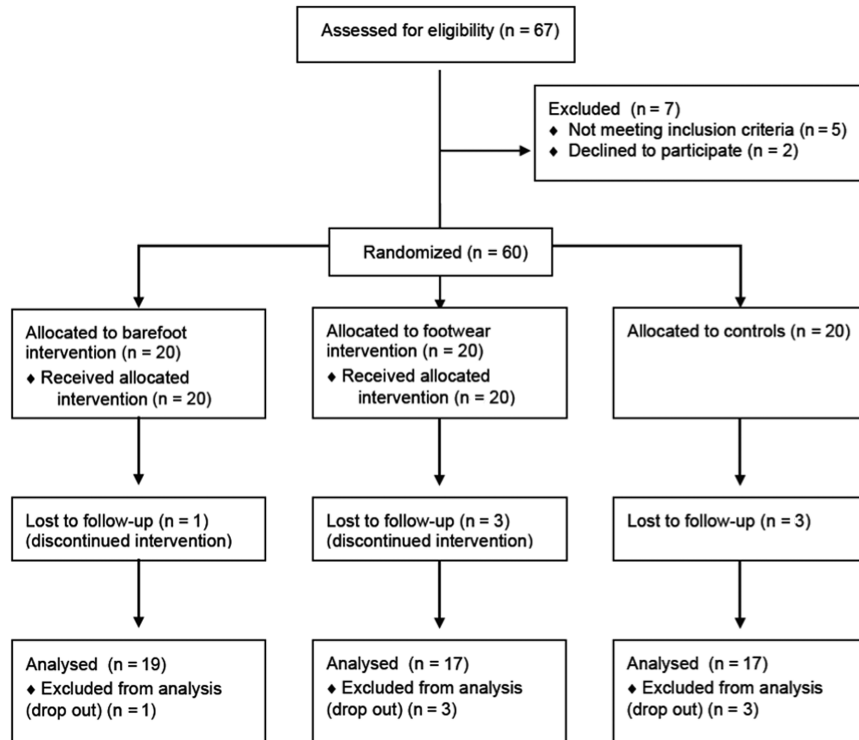 Assessed for eligibility (n = 67)
Excluded (n = 7)
♦ Not meeting inclusion criteria (n = 5)
♦ Declined to participate (n = 2)
Randomized (n = 60)
Allocated to barefoot
intervention (n = 20)
♦ Received allocated
intervention (n = 20)
Allocated to footwear
intervention (n = 20)
♦ Received allocated
intervention (n = 20)
Allocated to controls (n = 20)
Lost to follow-up (n = 1)
(discontinued intervention)
Lost to follow-up (n = 3)
(discontinued intervention)
Lost to follow-up (n = 3)
Analysed (n = 19)
♦ Excluded from analysis
(drop out) (n = 1)
Analysed (n = 17)
♦ Excluded from analysis
(drop out) (n = 3)
Analysed (n = 17)
♦ Excluded from analysis
(drop out) (n = 3)